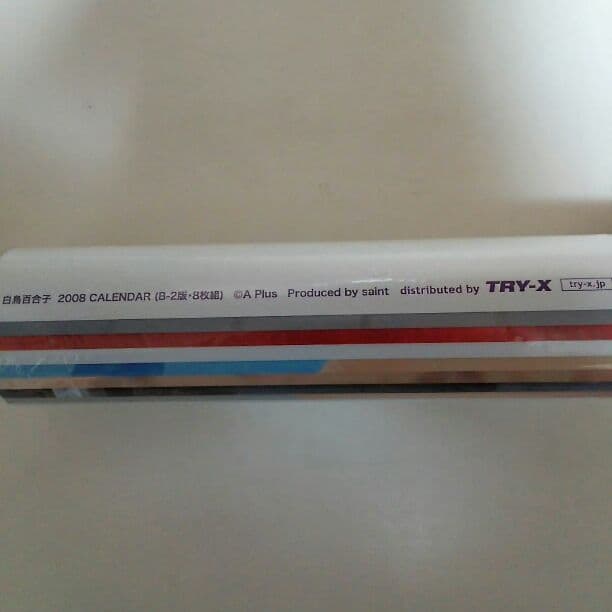 白鳥百合子 2008 CALENDAR (B-2版・8枚組) ©A Plus Produced by saint distributed by TRY-X try-x.jp